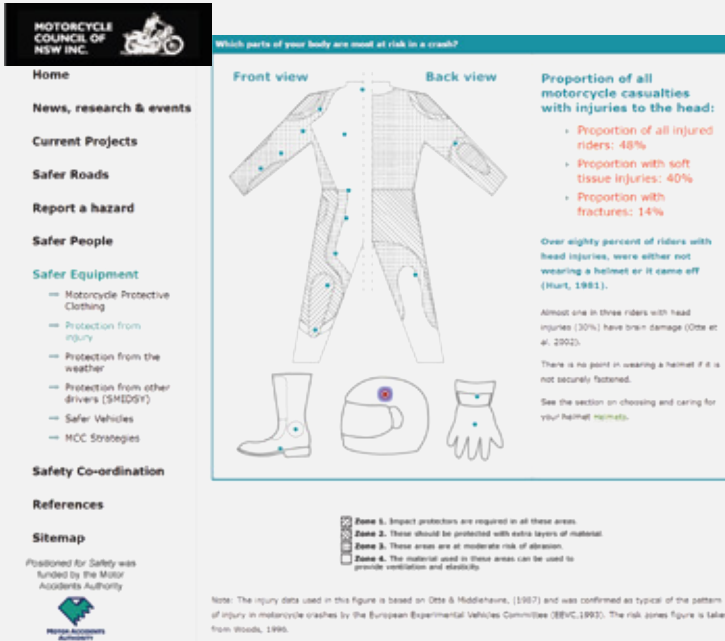 MOTORCYCLE
COUNCIL OF
NSW INC.
Home
News, research & events
Current Projects
Safer Roads
Report a hazard
Safer People
Safer Equipment
Motorcycle Protective
Clothing
Protection from
injury
Protection from the
weather
Protection from other
drivers (SMIDSY)
Safer Vehicles
MCC Strategies
Safety Co-ordination
References
Sitemap
Positioned for Safety was
funded by the Motor
Accidents Authority
MOTOR ACCIDENTS
AUTHORITY
Which parts of your body are most at risk in a crash?
Front view
Back view
Proportion of all
motorcycle casualties
with injuries to the head:
Proportion of all injured
riders: 48%
Proportion with soft
tissue injuries: 40%
Proportion with
fractures: 14%
Over eighty percent of riders with
head injuries, were either not
wearing a helmet or it came off
(Hurt, 1981).
Almost one in three riders with head
injuries (30%) have brain damage (Otte et
al, 2002).
There is no point in wearing a helmet if it is
not securely fastened.
See the section on choosing and caring for
your helmet Helmets.
Zone 1. Impact protectors are required in all these areas.
Zone 2. These should be protected with extra layers of material.
Zone 3. These areas are at moderate risk of abrasion.
Zone 4. The material used in these areas can be used to
provide ventilation and elasticity.
Note: The injury data used in this figure is based on Otte & Middlehauve, (1987) and was confirmed as typical of the pattern
of injury in motorcycle crashes by the European Experimental Vehicles Committee (EEVC,1993). The risk zones figure is taken
from Woods, 1996.